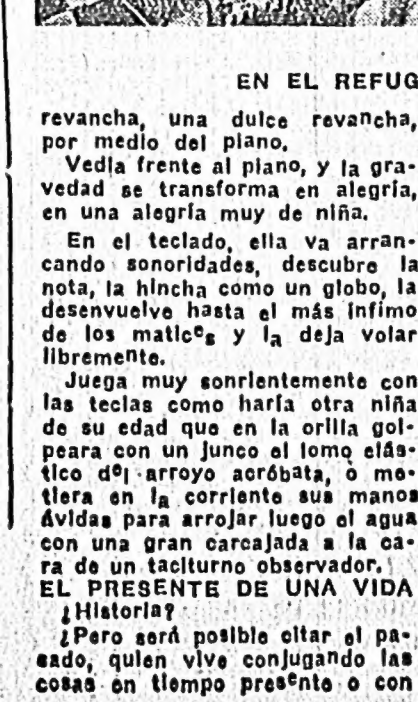 EN EL REFUG
revancha, una dulce revancha,
por medio del piano.
Vedla frente al piano, y la gra-
vedad se transforma en alegría,
en una alegría muy de niña.
En el teclado, ella va arran-
cando sonoridades, descubre la
nota, la hincha como un globo, la
desenvuelve hasta el más ínfimo
de los matices y la deja volar
libremente.
Juega muy sonrientemente con
las teclas como haría otra niña
de su edad que en la orilla gol-
peara con un junco el lomo elás-
tico del arroyo acróbata, o me-
tiera en la corriente sus manos
ávidas para arrojar luego el agua
con una gran carcajada a la ca-
ra de un taciturno observador.
EL PRESENTE DE UNA VIDA
¿Historia?
¿Pero será posible citar el pa-
sado, quien vive conjugando las
cosas en tiempo presente o con